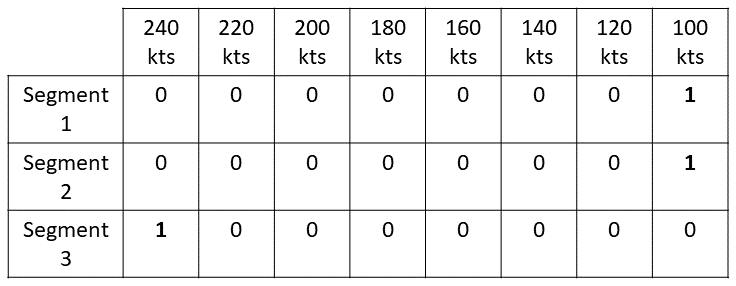 240 kts 220 kts 200 kts 180 kts 160 kts 140 kts 120 kts 100 kts
Segment 1 0 0 0 0 0 0 0 1
Segment 2 0 0 0 0 0 0 0 1
Segment 3 1 0 0 0 0 0 0 0